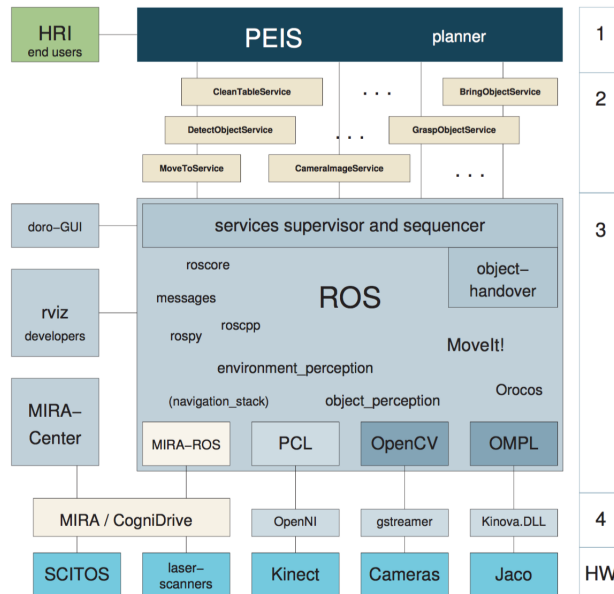 HRI
end users
PEIS
planner
1
CleanTableService
. . .
BringObjectService
2
DetectObjectService
. . .
GraspObjectService
MoveToService
CameraImageService
. . .
doro-GUI
services supervisor and sequencer
3
roscore
object-
handover
messages
ROS
rviz
developers
roscpp
rospy
MoveIt!
environment_perception
Orocos
(navigation_stack)
object_perception
MIRA-
Center
MIRA-ROS
PCL
OpenCV
OMPL
MIRA / CogniDrive
OpenNI
gstreamer
Kinova.DLL
4
SCITOS
laser-
scanners
Kinect
Cameras
Jaco
HW